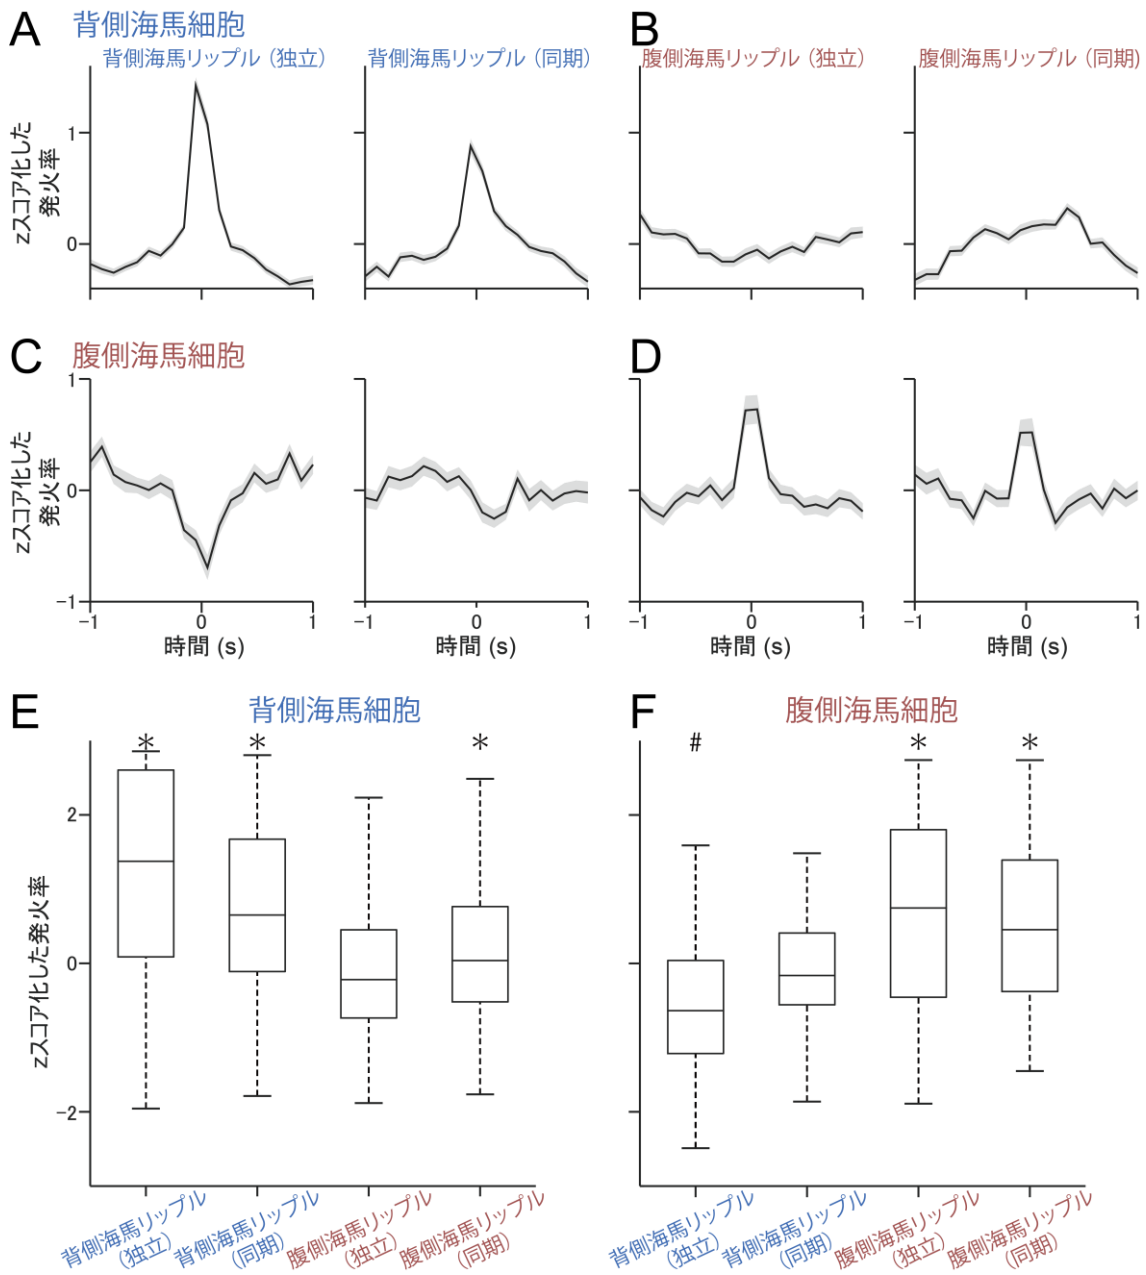 A 背側海馬細胞
背側海馬リップル（独立）
背側海馬リップル（同期）
B
腹側海馬リップル（独立）
腹側海馬リップル（同期）
zスコア化した
発火率
1
0
C 腹側海馬細胞
D
zスコア化した
発火率
1
0
−1
−1 0 1
時間 (s)
−1 0 1
時間 (s)
−1 0 1
時間 (s)
−1 0 1
時間 (s)
E 背側海馬細胞
* * *
zスコア化した発火率
2
0
-2
背側海馬リップル
（独立）
背側海馬リップル
（同期）
腹側海馬リップル
（独立）
腹側海馬リップル
（同期）
F 腹側海馬細胞
# * *
背側海馬リップル
（独立）
背側海馬リップル
（同期）
腹側海馬リップル
（独立）
腹側海馬リップル
（同期）